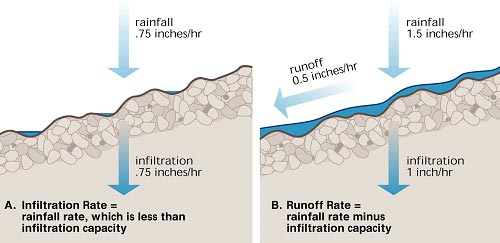 rainfall
.75 inches/hr
infiltration
.75 inches/hr
A. Infiltration Rate =
rainfall rate, which is less than
infiltration capacity
rainfall
1.5 inches/hr
runoff
0.5 inches/hr
infiltration
1 inch/hr
B. Runoff Rate =
rainfall rate minus
infiltration capacity